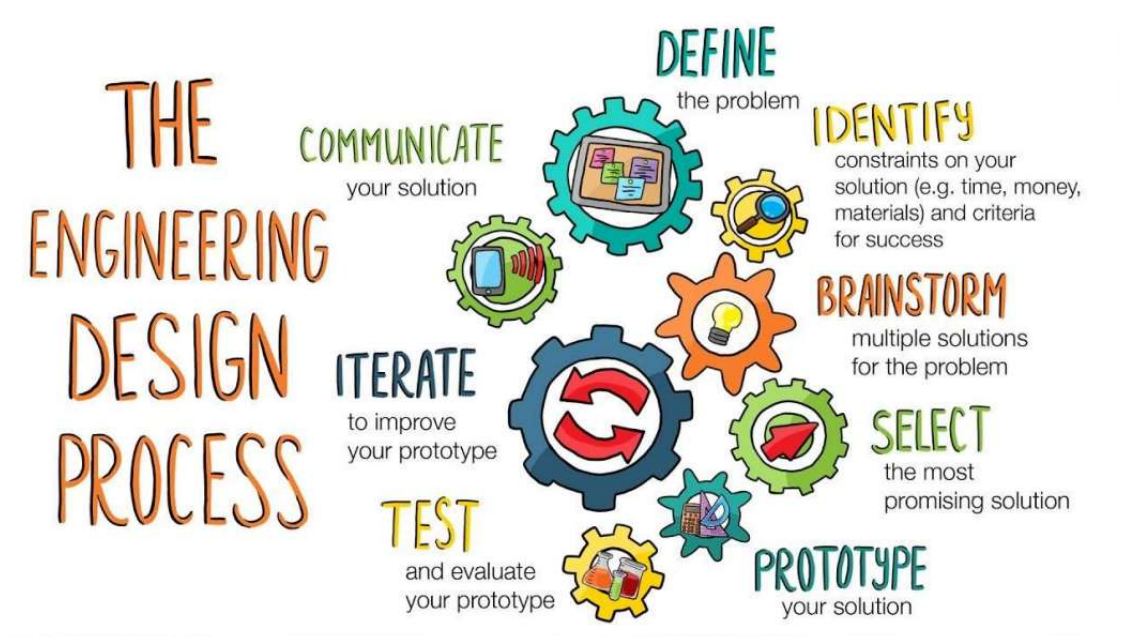 THE
ENGINEERING
DESIGN
PROCESS
DEFINE
the problem
IDENTIFY
constraints on your
solution (e.g. time, money,
materials) and criteria
for success
BRAINSTORM
multiple solutions
for the problem
SELECT
the most
promising solution
PROTOTYPE
your solution
TEST
and evaluate
your prototype
ITERATE
to improve
your prototype
COMMUNICATE
your solution